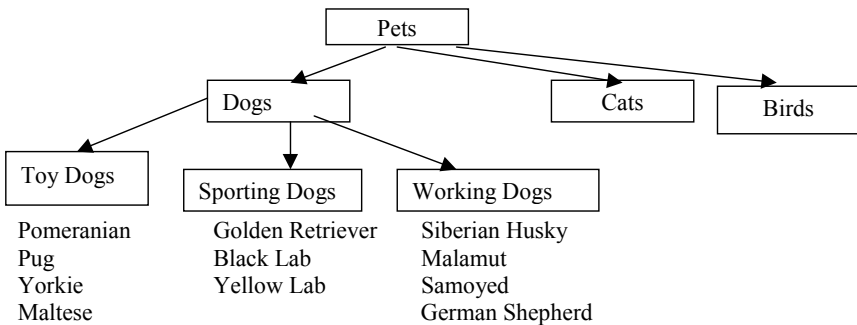 Pets
Dogs
Cats
Birds
Toy Dogs
Sporting Dogs
Working Dogs
Pomeranian
Pug
Yorkie
Maltese
Golden Retriever
Black Lab
Yellow Lab
Siberian Husky
Malamut
Samoyed
German Shepherd